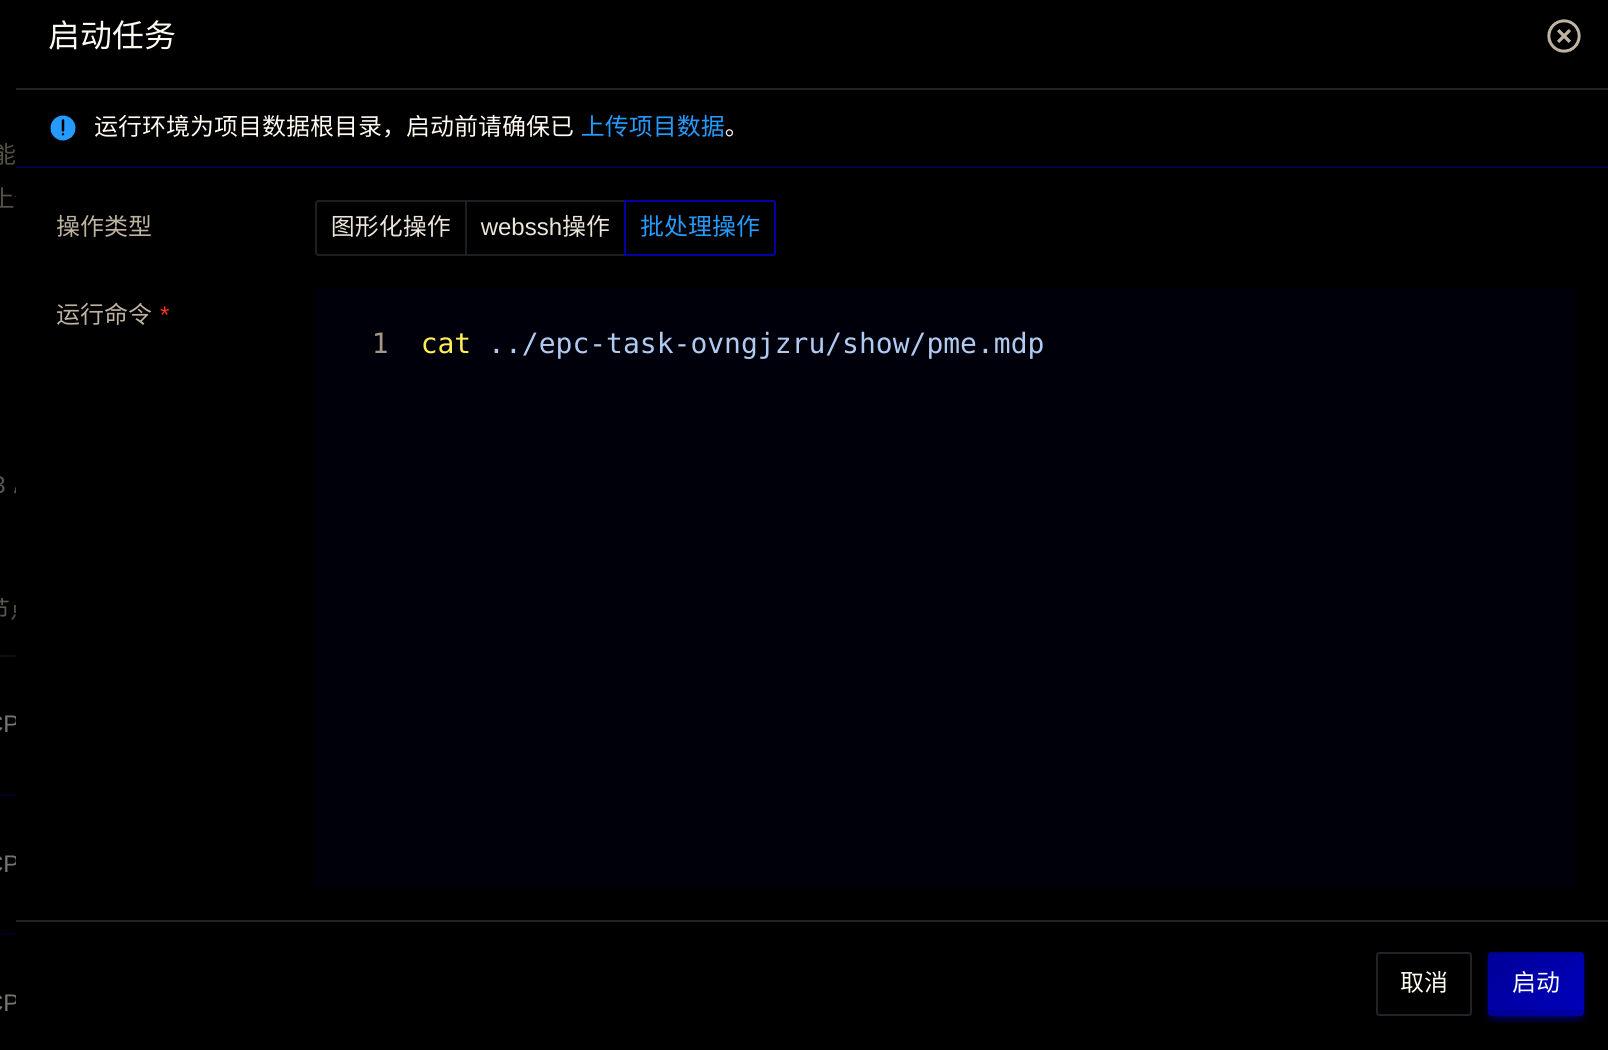 启动任务
运行环境为项目数据根目录，启动前请确保已 上传项目数据。
能
上
操作类型
图形化操作 webssh操作 批处理操作
运行命令 *
1 cat ../epc-task-ovngjzru/show/pme.mdp
取消 启动